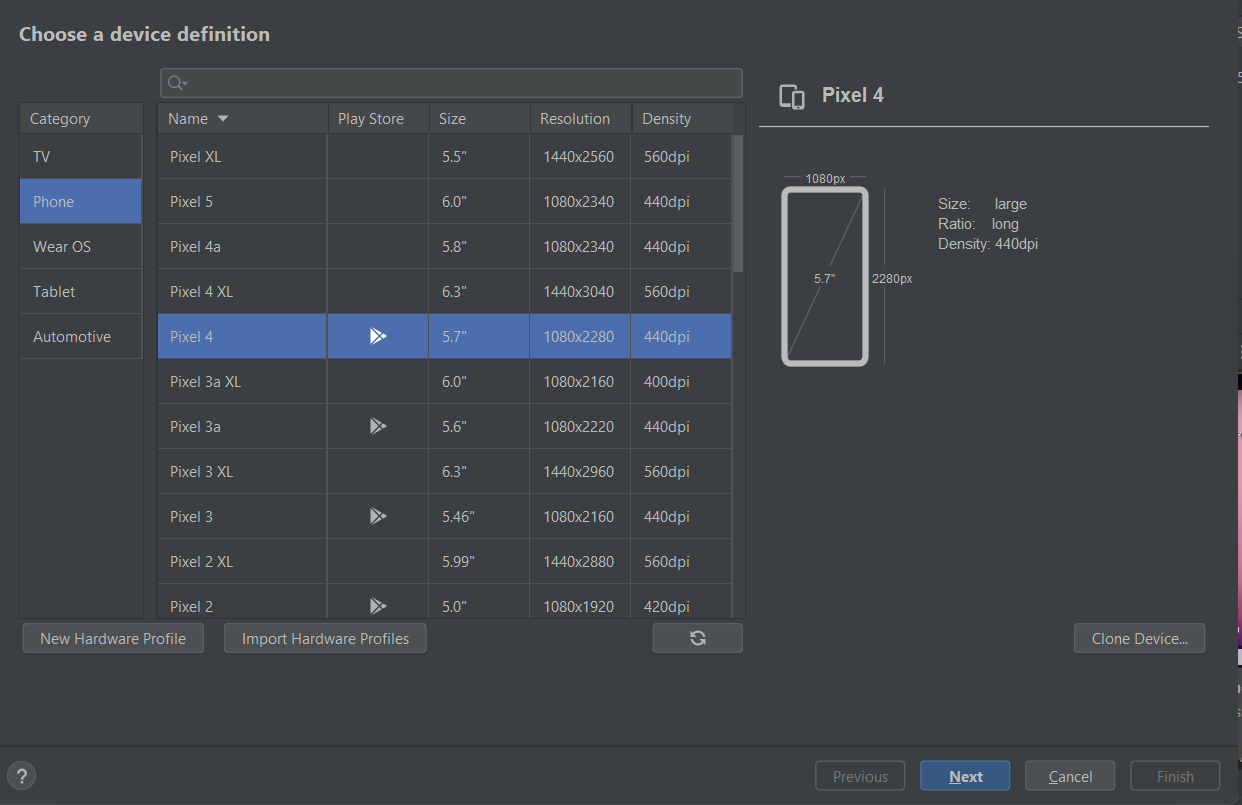 Choose a device definition
Category
TV
Phone
Wear OS
Tablet
Automotive
Name Play Store Size Resolution Density
Pixel XL 5.5" 1440x2560 560dpi
Pixel 5 6.0" 1080x2340 440dpi
Pixel 4a 5.8" 1080x2340 440dpi
Pixel 4 XL 6.3" 1440x3040 560dpi
Pixel 4 5.7" 1080x2280 440dpi
Pixel 3a XL 6.0" 1080x2160 400dpi
Pixel 3a 5.6" 1080x2220 440dpi
Pixel 3 XL 6.3" 1440x2960 560dpi
Pixel 3 5.46" 1080x2160 440dpi
Pixel 2 XL 5.99" 1440x2880 560dpi
Pixel 2 5.0" 1080x1920 420dpi
New Hardware Profile
Import Hardware Profiles
Pixel 4
1080px
5.7"
2280px
Size: large
Ratio: long
Density: 440dpi
Clone Device...
?
Previous
Next
Cancel
Finish